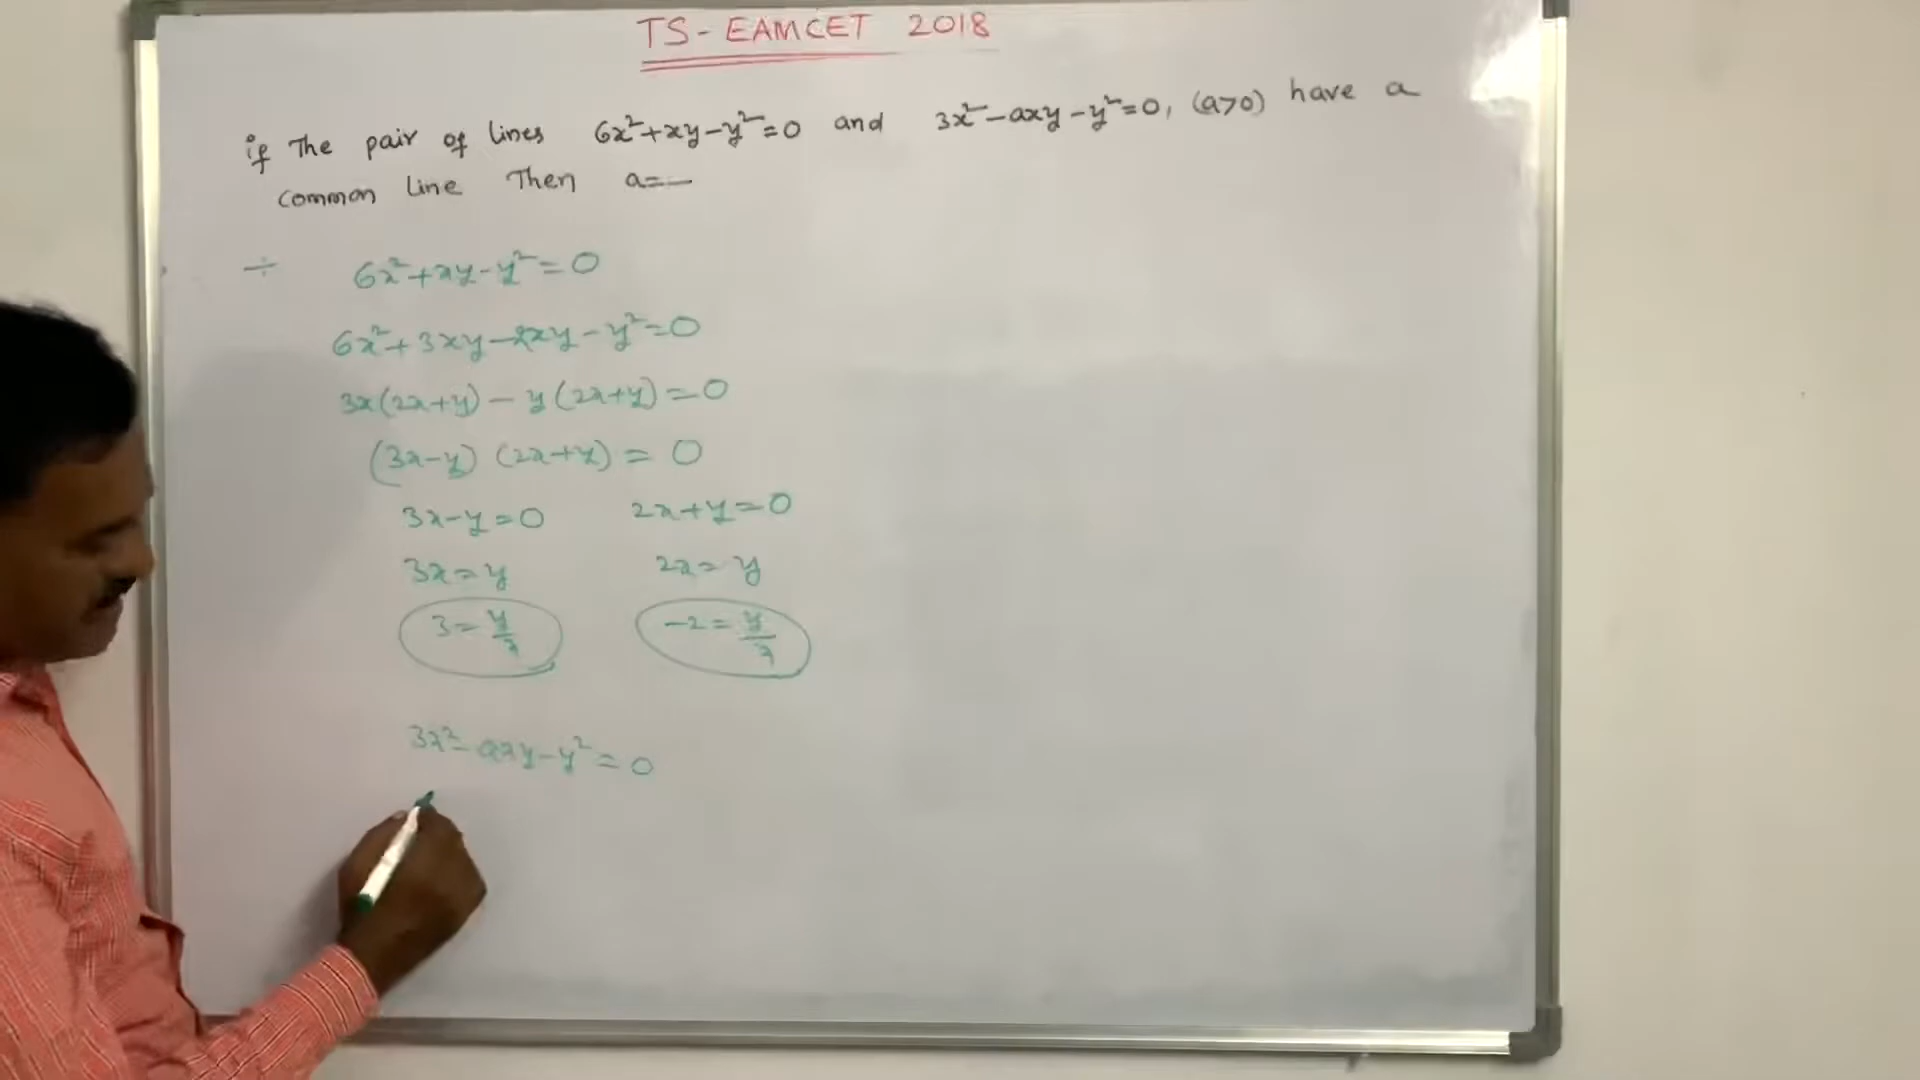 TS-EAMCET 2018
if The pair of lines 6x²+xy-y²=0 and 3x²-axy-y²=0, (a>0) have a
common line Then a=—
÷ 6x²+xy-y²=0
6x²+3xy-2xy-y²=0
3x(2x+y)-y(2x+y)=0
(3x-y) (2x+y) = 0
3x-y=0 2x+y=0
3x=y 2x=y
3=y/x -2=y/x
3x²-axy-y²=0